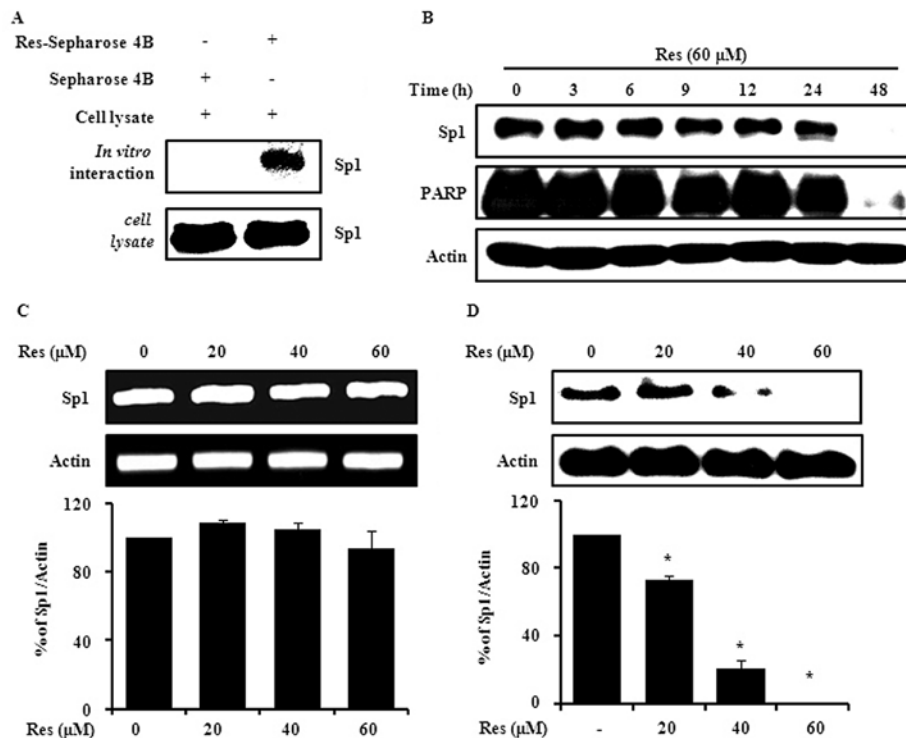 A
Res-Sepharose 4B - +
Sepharose 4B + -
Cell lysate + +
In vitro interaction Sp1
cell lysate Sp1
B
Res (60 µM)
Time (h) 0 3 6 9 12 24 48
Sp1
PARP
Actin
C
Res (µM) 0 20 40 60
Sp1
Actin
% of Sp1/Actin
120
80
40
0
Res (µM) 0 20 40 60
D
Res (µM) 0 20 40 60
Sp1
Actin
% of Sp1/Actin
120
80
40
0
* * *
Res (µM) - 20 40 60